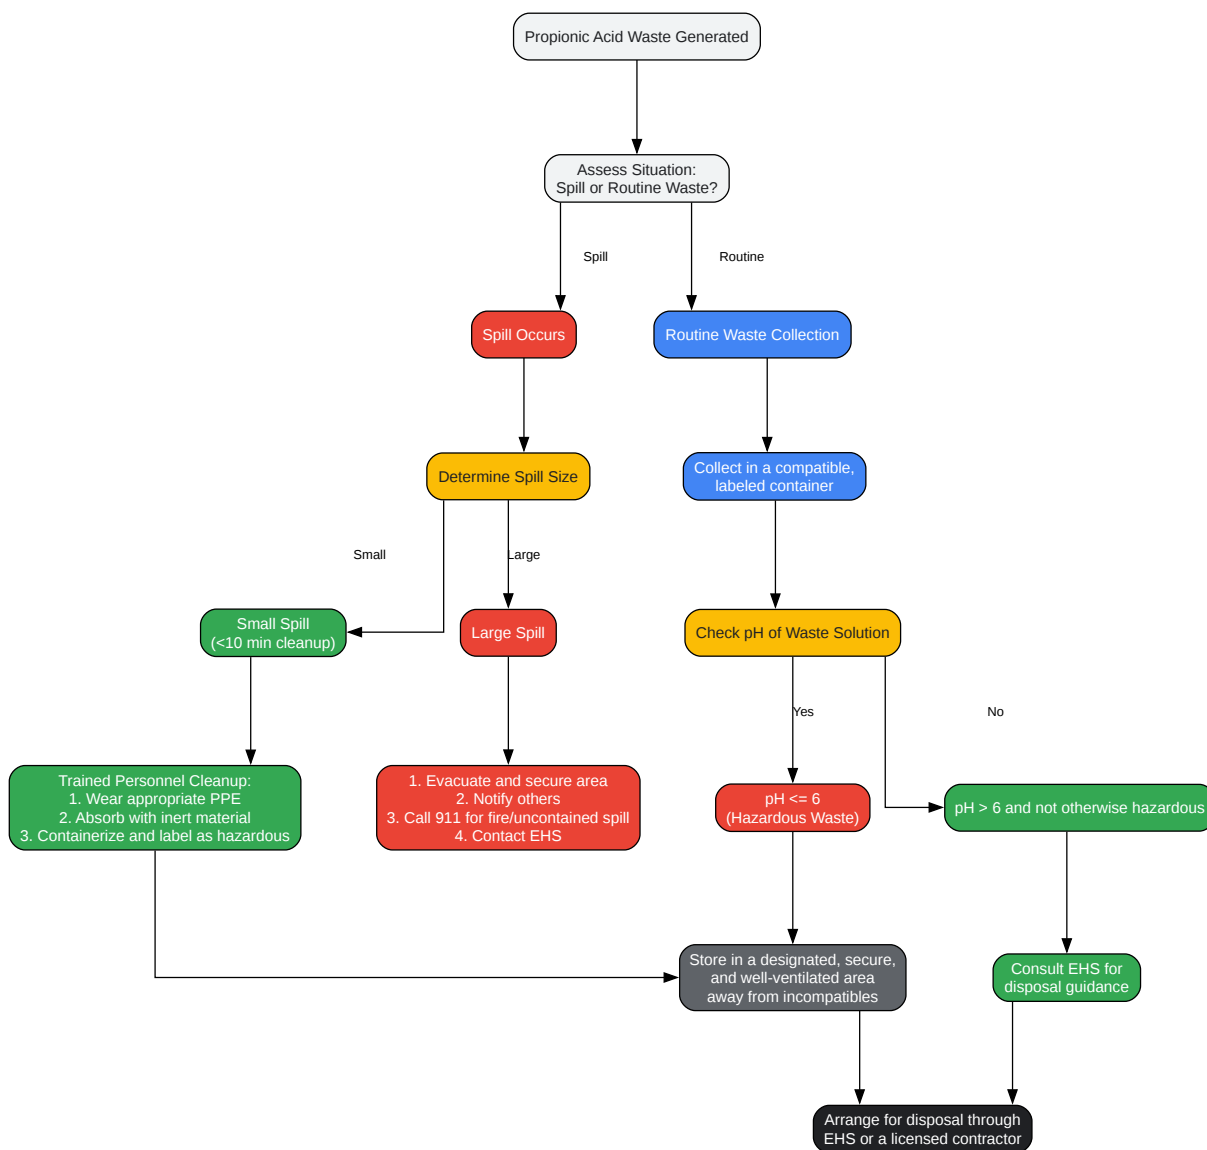 Propionic Acid Waste Generated
Assess Situation:
Spill or Routine Waste?
Spill
Routine
Spill Occurs
Routine Waste Collection
Determine Spill Size
Collect in a compatible,
labeled container
Small
Large
Small Spill
(<10 min cleanup)
Large Spill
Check pH of Waste Solution
Yes
No
Trained Personnel Cleanup:
1. Wear appropriate PPE
2. Absorb with inert material
3. Containerize and label as hazardous
1. Evacuate and secure area
2. Notify others
3. Call 911 for fire/uncontained spill
4. Contact EHS
pH <= 6
(Hazardous Waste)
pH > 6 and not otherwise hazardous
Store in a designated, secure,
and well-ventilated area
away from incompatibles
Consult EHS for
disposal guidance
Arrange for disposal through
EHS or a licensed contractor